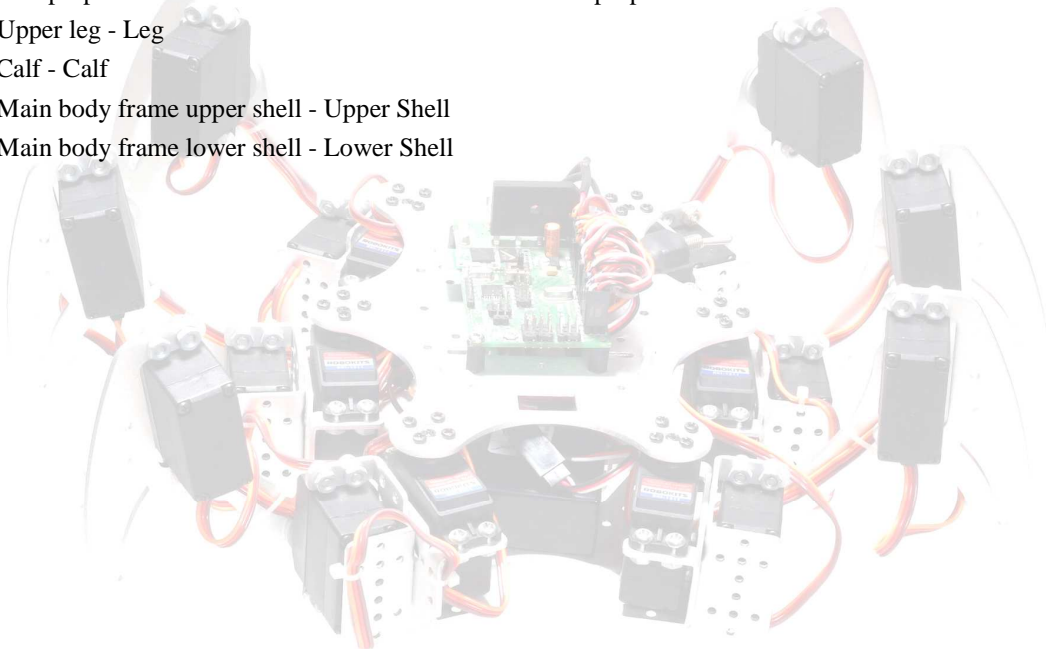 Upper leg - Leg
Calf - Calf
Main body frame upper shell - Upper Shell
Main body frame lower shell - Lower Shell